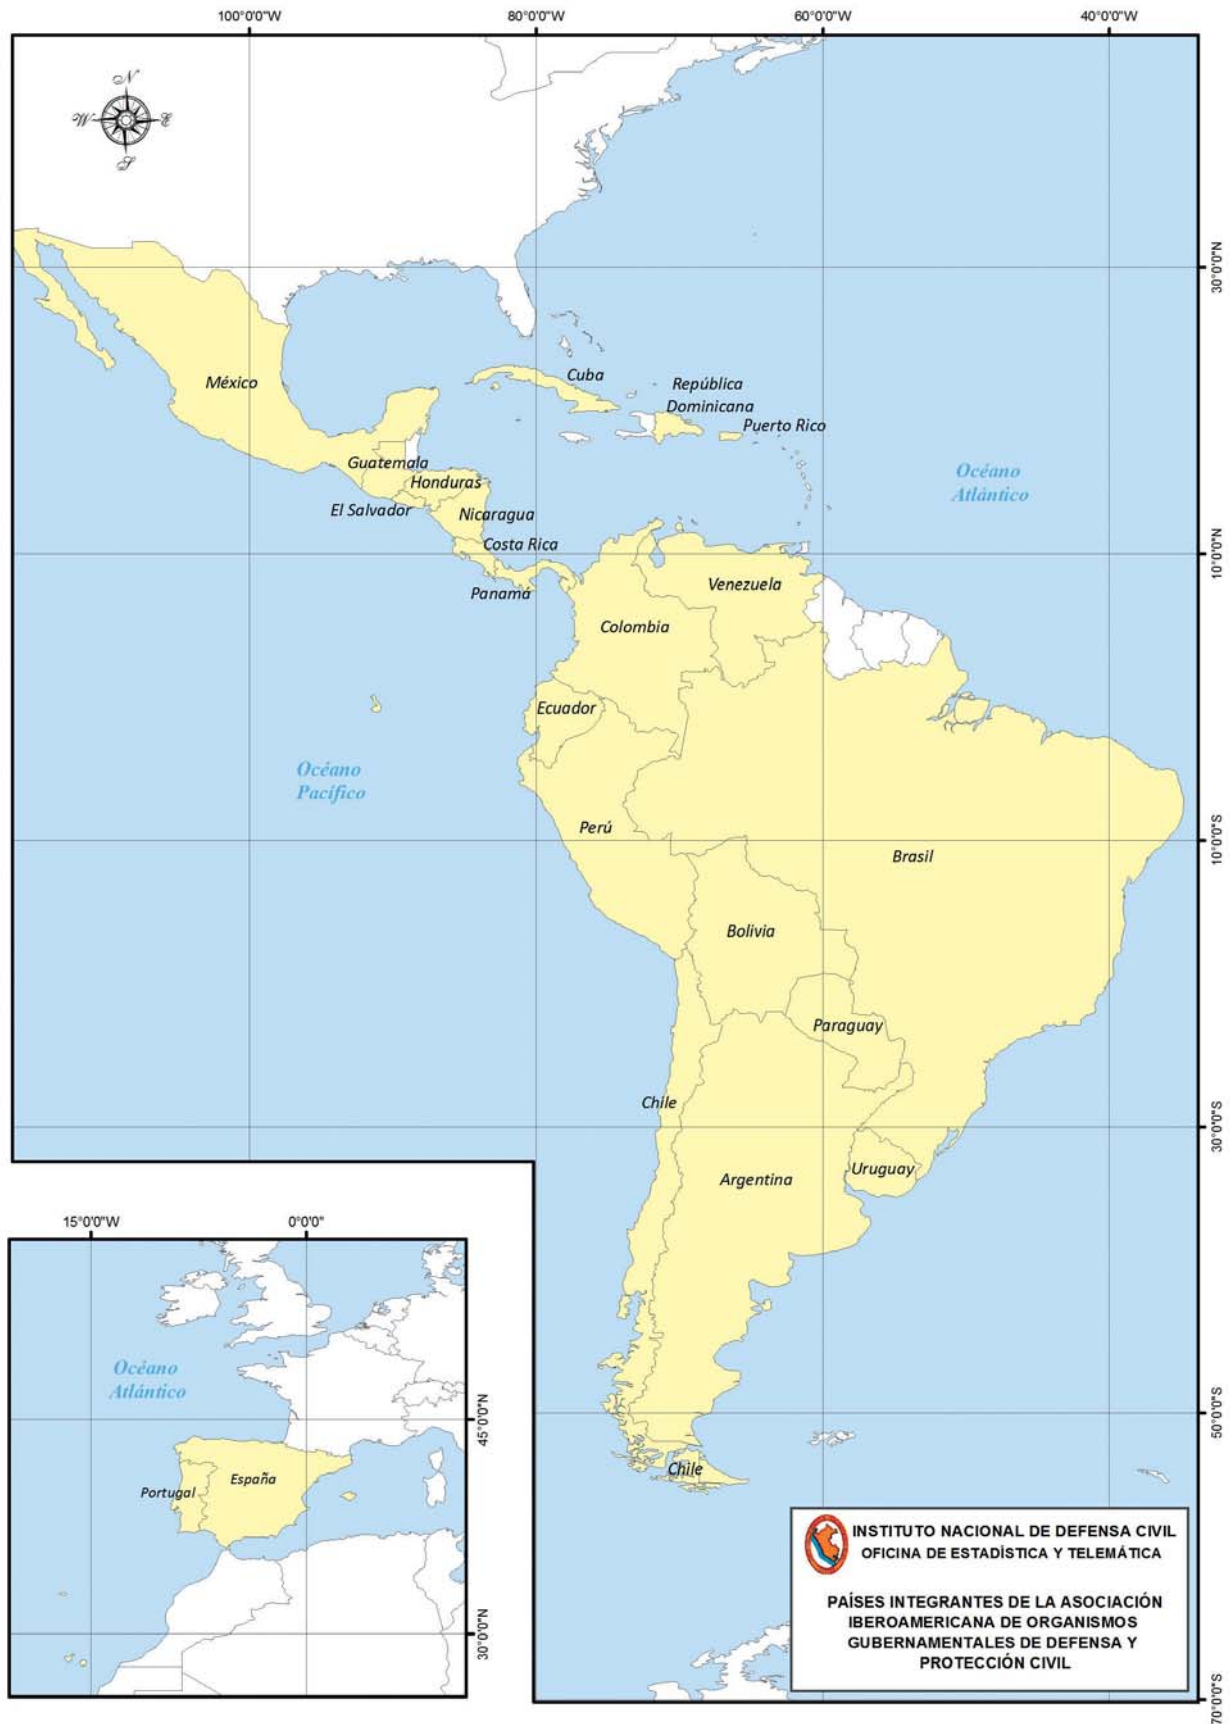 100°0'0"W
80°0'0"W
60°0'0"W
40°0'0"W
N
W
E
S
30°0'0"N
México
Cuba
República
Dominicana
Puerto Rico
Guatemala
Honduras
El Salvador
Nicaragua
Costa Rica
Panamá
Océano
Atlántico
10°0'0"N
Venezuela
Colombia
Ecuador
Océano
Pacífico
Perú
Brasil
10°0'0"S
Bolivia
Paraguay
Chile
30°0'0"S
Argentina
Uruguay
15°0'0"W
0°0'0"
Océano
Atlántico
45°0'0"N
Portugal
España
30°0'0"N
50°0'0"S
Chile
INSTITUTO NACIONAL DE DEFENSA CIVIL
OFICINA DE ESTADÍSTICA Y TELEMÁTICA
PAÍSES INTEGRANTES DE LA ASOCIACIÓN
IBEROAMERICANA DE ORGANISMOS
GUBERNAMENTALES DE DEFENSA Y
PROTECCIÓN CIVIL
70°0'0"S